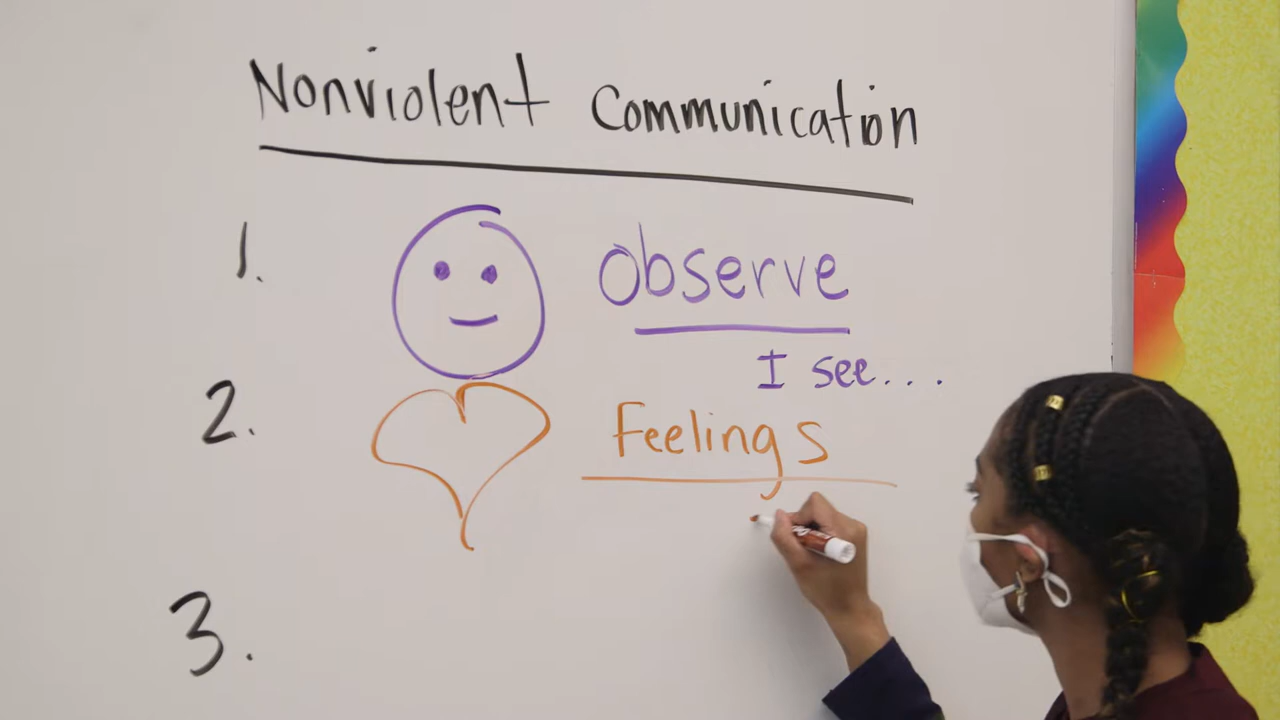 Nonviolent Communication
1. Observe
I see...
2. Feelings
3.